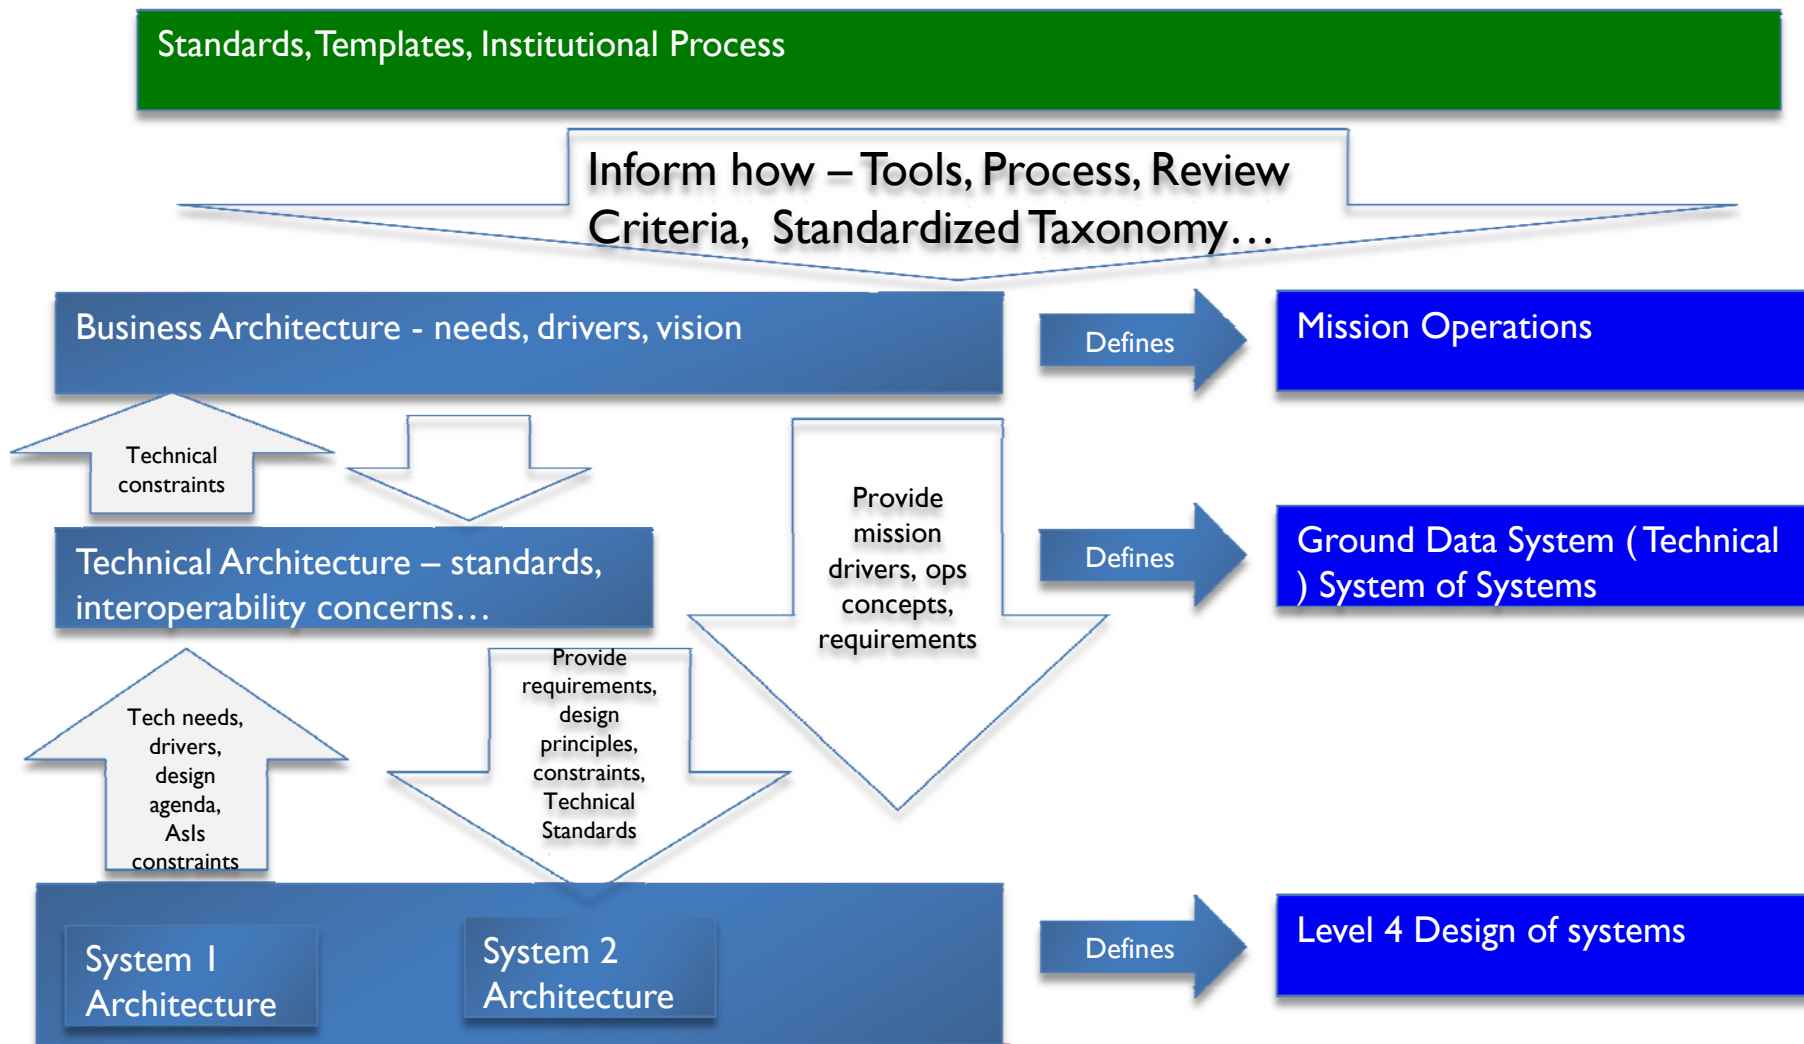 Standards, Templates, Institutional Process
Inform how – Tools, Process, Review
Criteria, Standardized Taxonomy…
Business Architecture - needs, drivers, vision
Defines
Mission Operations
Technical
constraints
Provide
mission
drivers, ops
concepts,
requirements
Technical Architecture – standards,
interoperability concerns…
Defines
Ground Data System ( Technical
) System of Systems
Tech needs,
drivers,
design
agenda,
AsIs
constraints
Provide
requirements,
design
principles,
constraints,
Technical
Standards
System 1
Architecture
System 2
Architecture
Defines
Level 4 Design of systems